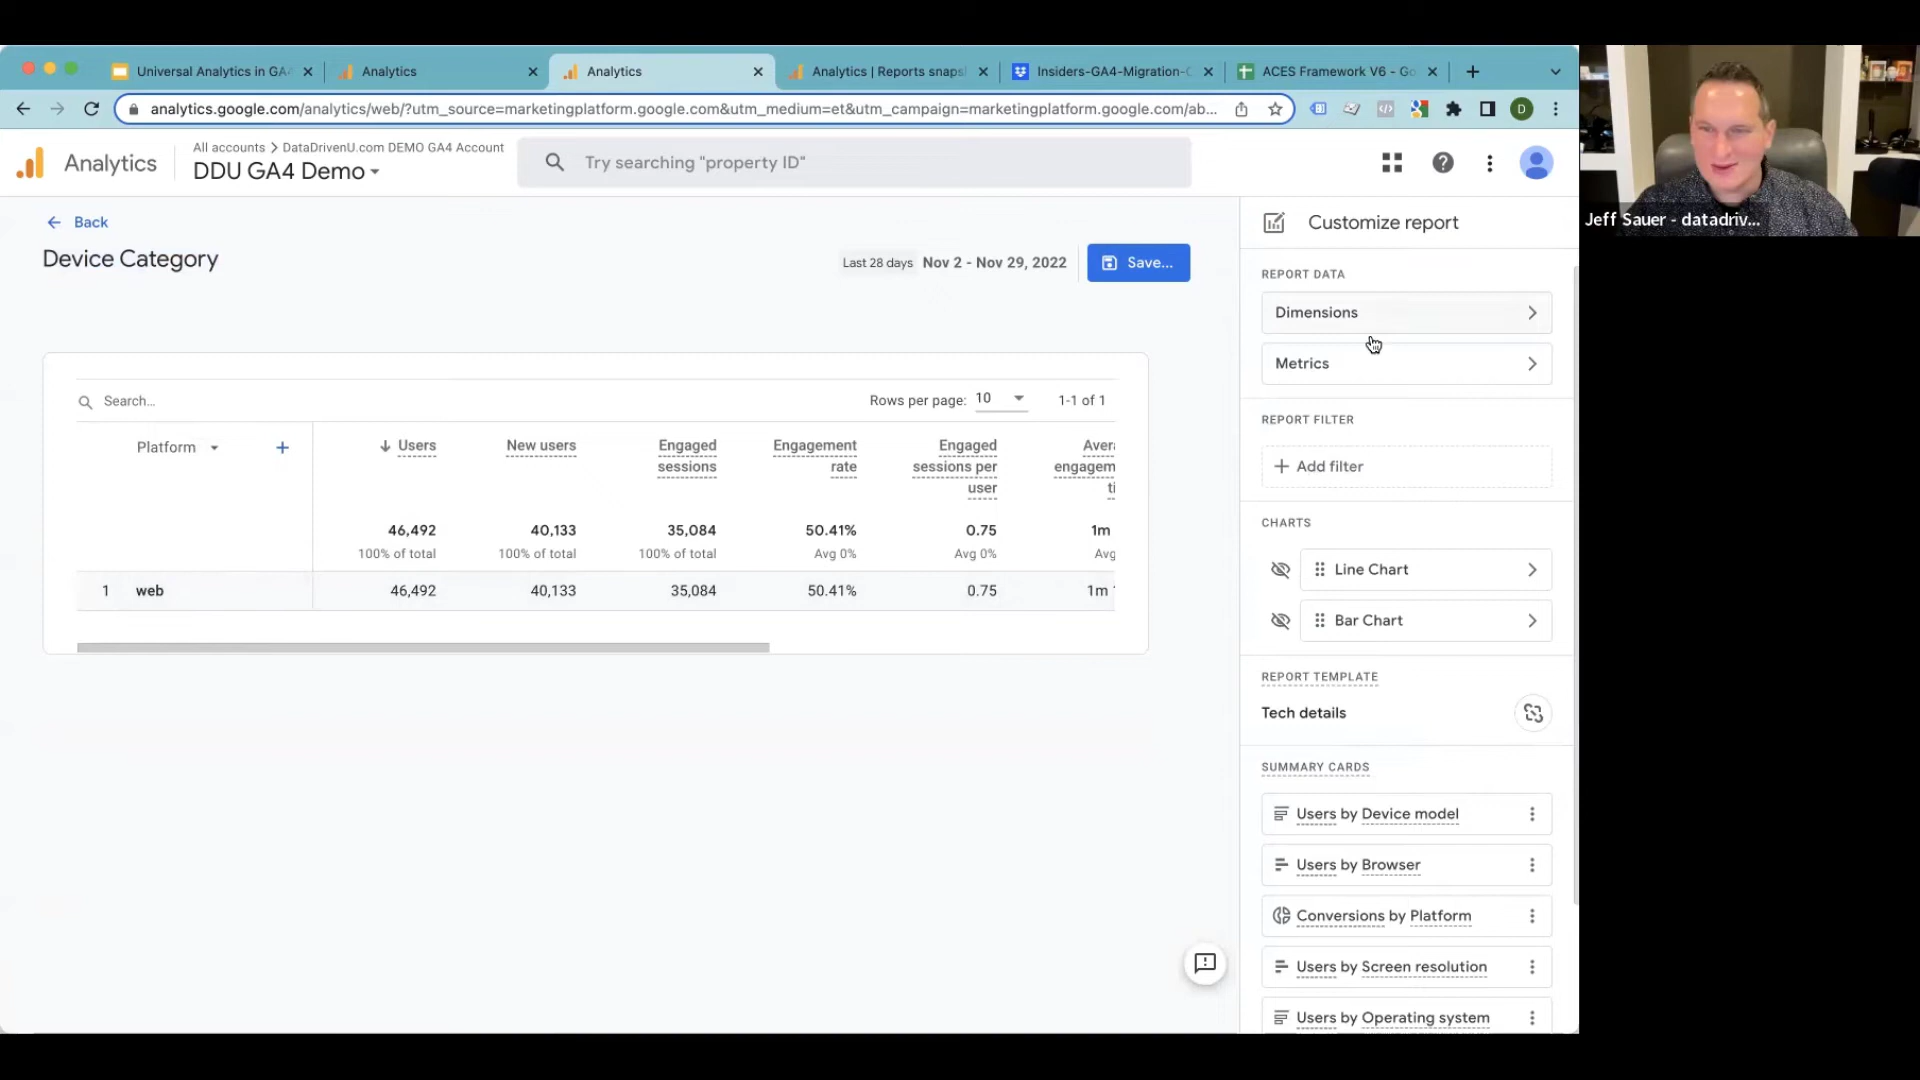 Universal Analytics in GA
Analytics
Analytics
Analytics | Reports snaps
Insiders-GA4-Migration-
ACES Framework V6 - Go
analytics.google.com/analytics/web/?utm_source=marketingplatform.google.com&utm_medium=et&utm_campaign=marketingplatform.google.com/ab...
D
Analytics
All accounts > DataDrivenU.com DEMO GA4 Account
DDU GA4 Demo
Try searching "property ID"
Jeff Sauer - datadriv...
Back
Device Category
Last 28 days Nov 2 - Nov 29, 2022
Save...
Search...
Rows per page: 10
1-1 of 1
Platform
+
Users
New users
Engaged
sessions
Engagement
rate
Engaged
sessions per
user
Avera
engagem
ti
46,492
40,133
35,084
50.41%
0.75
1m
100% of total
100% of total
100% of total
Avg 0%
Avg 0%
Avg
1 web
46,492
40,133
35,084
50.41%
0.75
1m
Customize report
REPORT DATA
Dimensions
Metrics
REPORT FILTER
+ Add filter
CHARTS
Line Chart
Bar Chart
REPORT TEMPLATE
Tech details
SUMMARY CARDS
Users by Device model
Users by Browser
Conversions by Platform
Users by Screen resolution
Users by Operating system